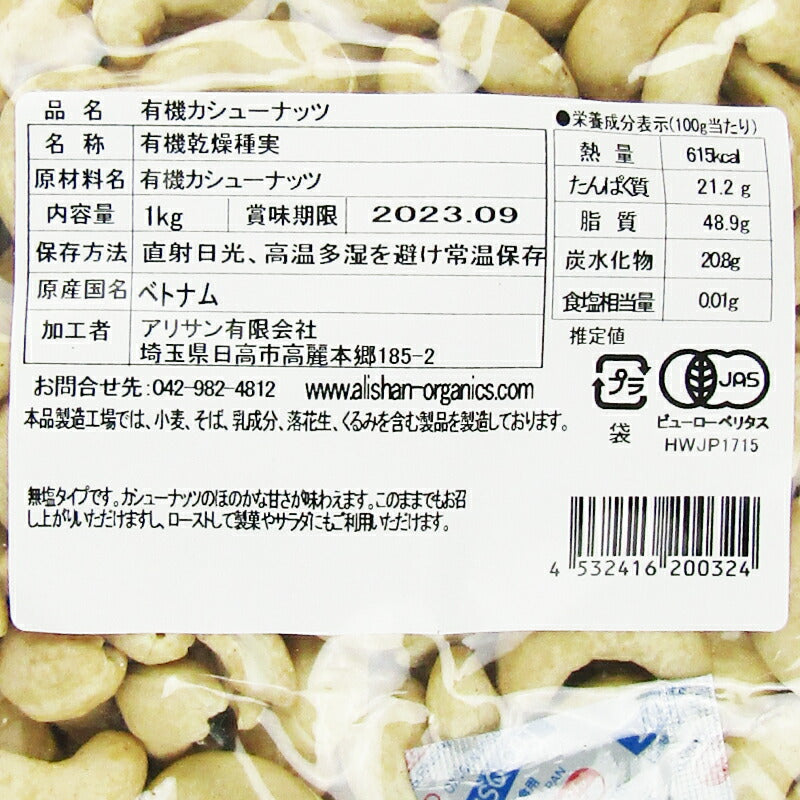 品名 有機カシューナッツ
名称 有機乾燥種実
原材料名 有機カシューナッツ
内容量 1kg 賞味期限 2023.09
保存方法 直射日光、高温多湿を避け常温保存
原産国名 ベトナム
加工者 アリサン有限会社
埼玉県日高市高麗本郷185-2
お問合せ先:042-982-4812 www.alishan-organics.com
本品製造工場では、小麦、そば、乳成分、落花生、くるみを含む製品を製造しております。
●栄養成分表示(100g当たり)
熱量 615kcal
たんぱく質 21.2g
脂質 48.9g
炭水化物 20.8g
食塩相当量 0.01g
推定値
プラ
袋
JAS
ビューローベリタス
HWJP1715
無塩タイプです。カシューナッツのほのかな甘さが味わえます。このままでもお召
し上がりいただけますし、ローストして製菓やサラダにもご利用いただけます。
4 532416 200324